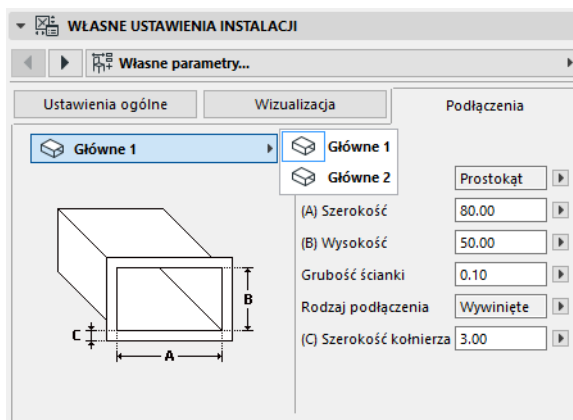 WŁASNE USTAWIENIA INSTALACJI
Własne parametry...
Ustawienia ogólne
Wizualizacja
Podłączenia
Główne 1
Główne 1
Główne 2
Prostokąt
(A) Szerokość 80.00
(B) Wysokość 50.00
Grubość ścianki 0.10
Rodzaj podłączenia Wywinięte
(C) Szerokość kołnierza 3.00
B
C
A